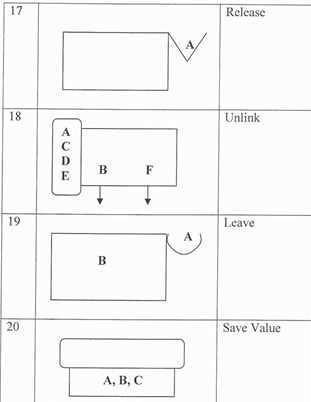 17
Release
A
18
Unlink
A
C
D
E
B F
19
Leave
A
B
20
Save Value
A, B, C